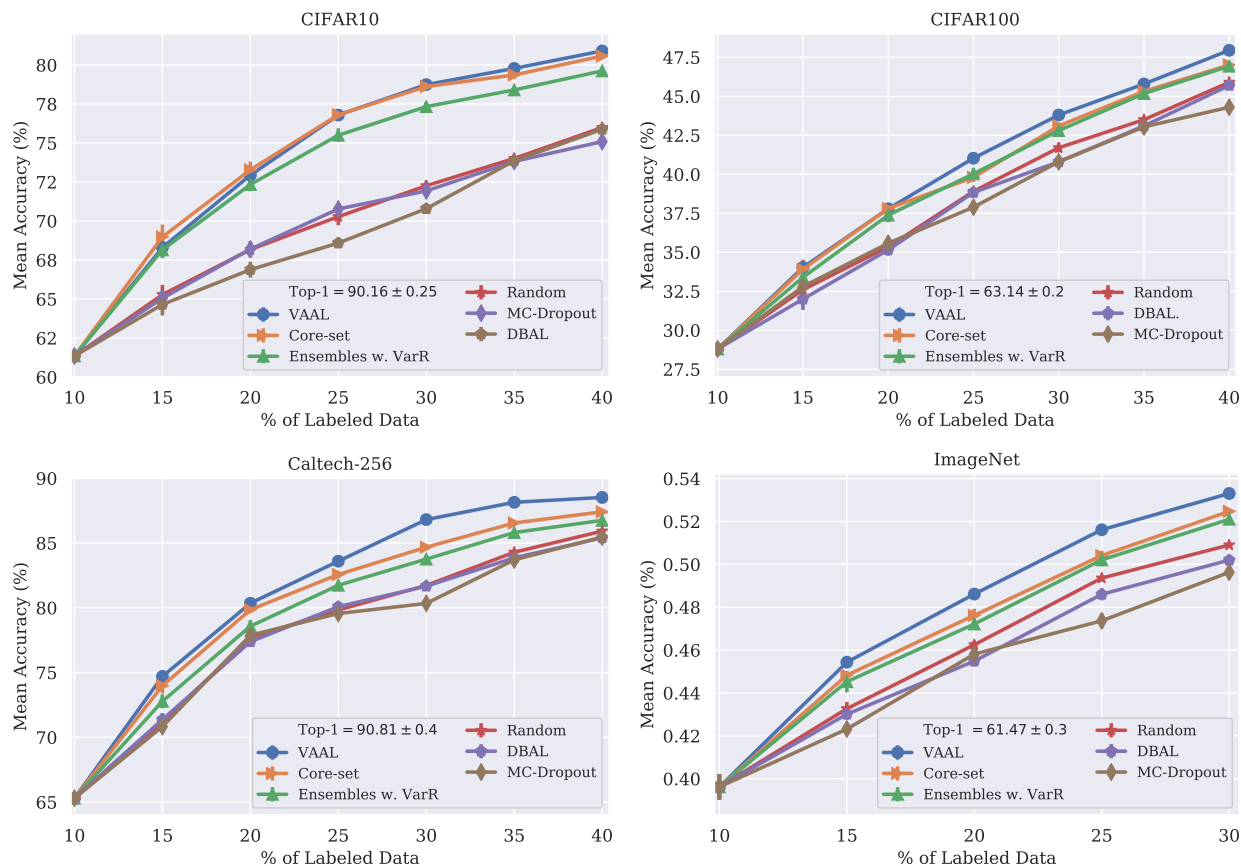 CIFAR10
Mean Accuracy (%)
80
78
75
72
70
68
65
62
60
10 15 20 25 30 35 40
% of Labeled Data
Top-1 = 90.16 ± 0.25
VAAL
Core-set
Ensembles w. VarR
Random
MC-Dropout
DBAL
CIFAR100
Mean Accuracy (%)
47.5
45.0
42.5
40.0
37.5
35.0
32.5
30.0
27.5
10 15 20 25 30 35 40
% of Labeled Data
Top-1 = 63.14 ± 0.2
VAAL
Core-set
Ensembles w. VarR
Random
DBAL.
MC-Dropout
Caltech-256
Mean Accuracy (%)
90
85
80
75
70
65
10 15 20 25 30 35 40
% of Labeled Data
Top-1 = 90.81 ± 0.4
VAAL
Core-set
Ensembles w. VarR
Random
DBAL
MC-Dropout
ImageNet
Mean Accuracy (%)
0.54
0.52
0.50
0.48
0.46
0.44
0.42
0.40
10 15 20 25 30
% of Labeled Data
Top-1 = 61.47 ± 0.3
VAAL
Core-set
Ensembles w. VarR
Random
DBAL
MC-Dropout